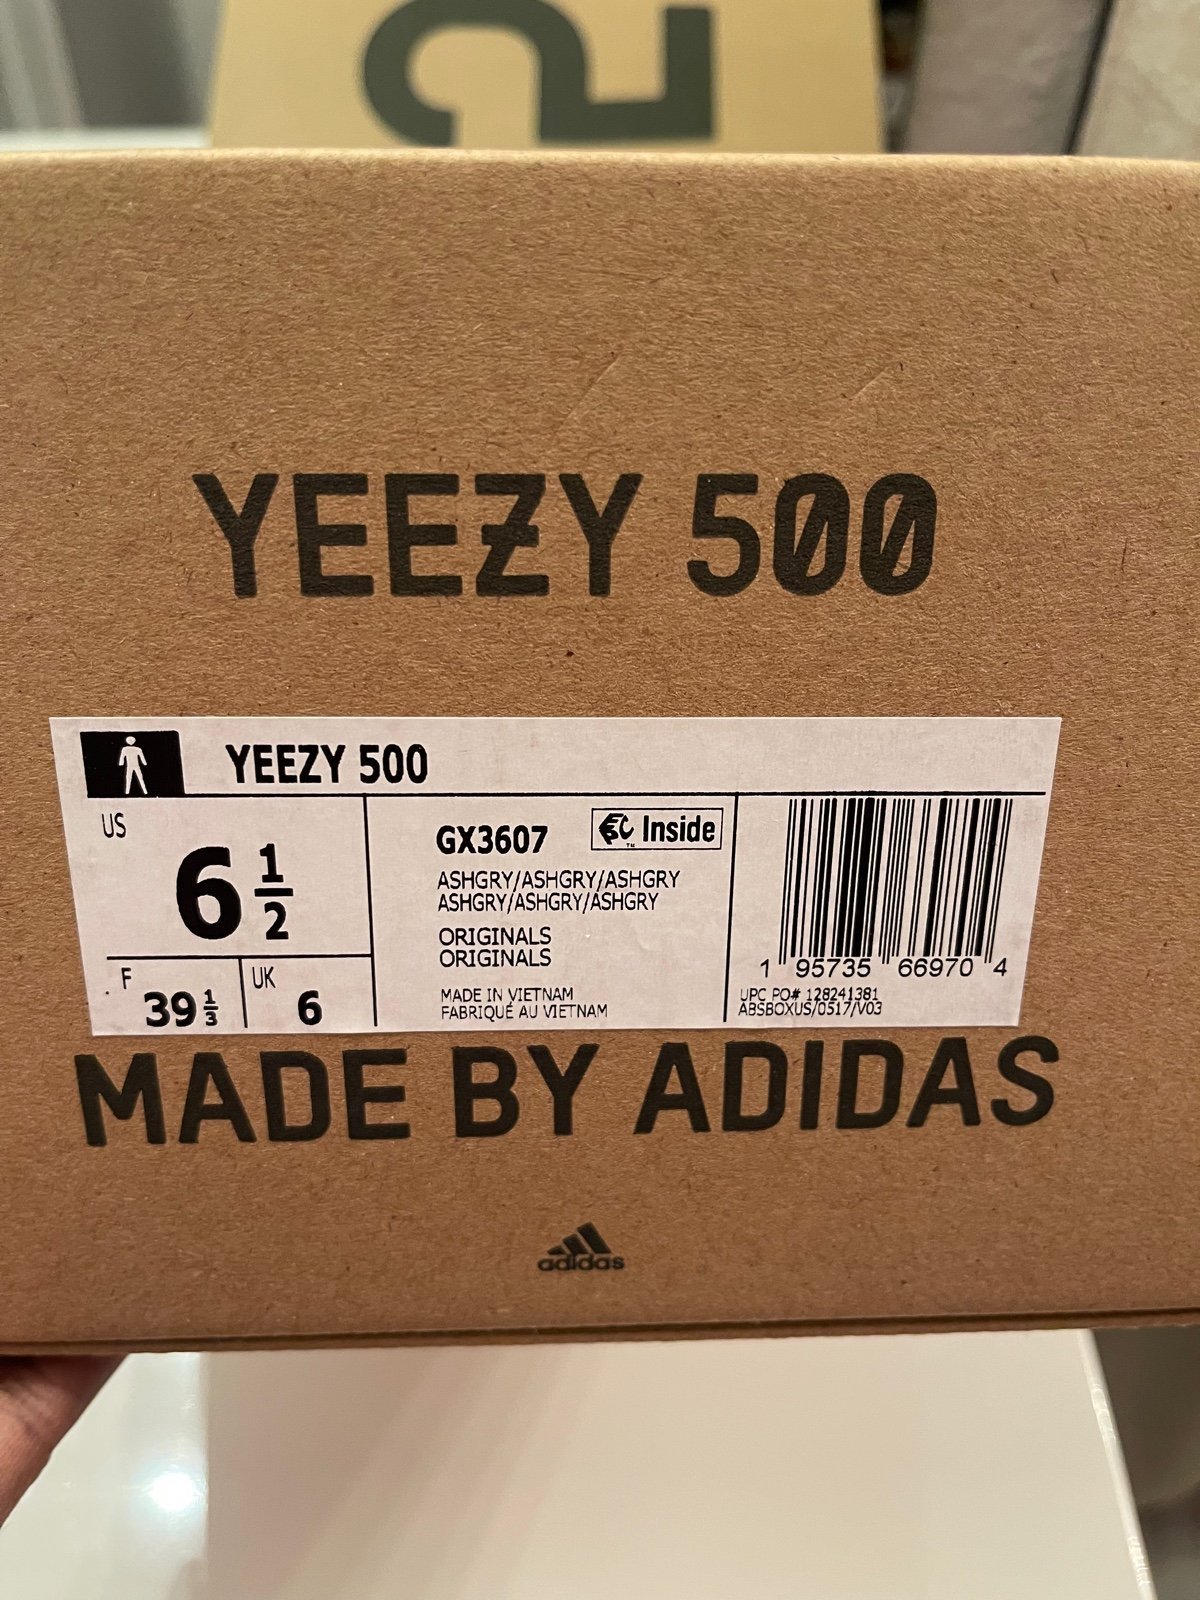 YEEZY 500
YEEZY 500
US
6 1/2
F
39 1/3
UK
6
GX3607
EC Inside
TM
ASHGRY/ASHGRY/ASHGRY
ASHGRY/ASHGRY/ASHGRY
ORIGINALS
ORIGINALS
MADE IN VIETNAM
FABRIQUÉ AU VIETNAM
1 95735 66970 4
UPC PO# 128241381
ABSBOXUS/0517/V03
MADE BY ADIDAS
adidas